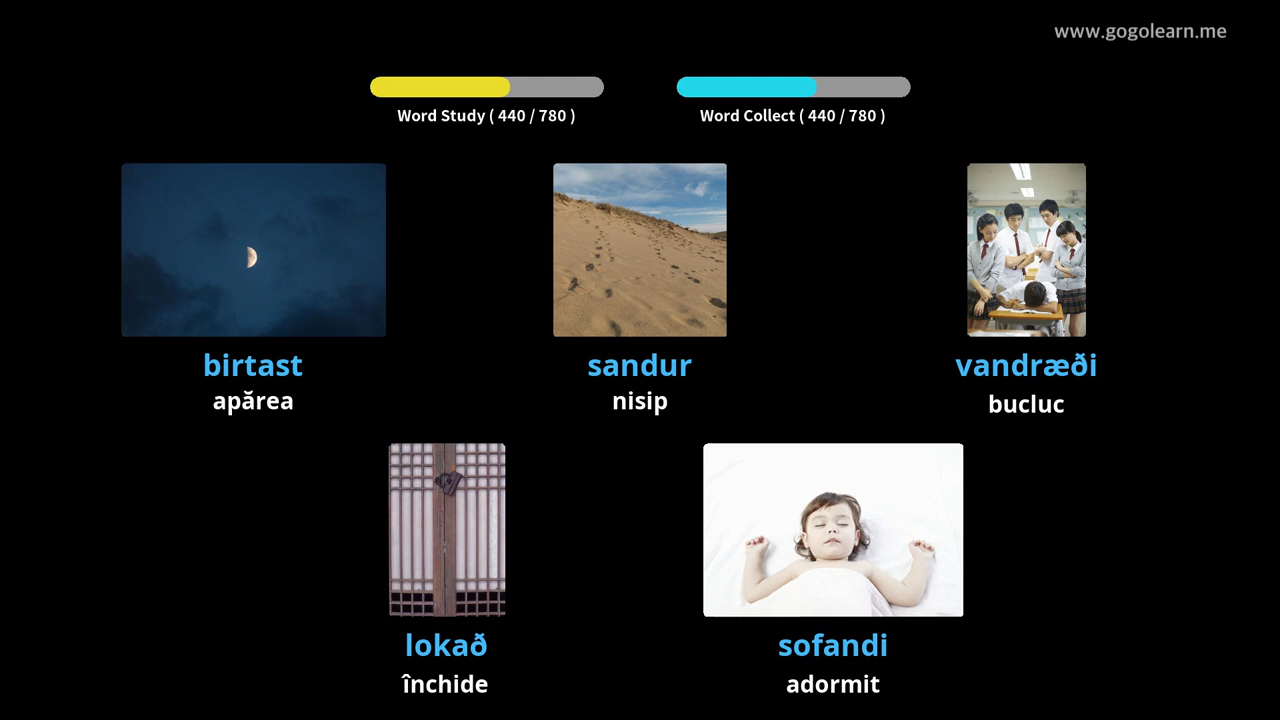 www.gogolearn.me
Word Study ( 440 / 780 )
Word Collect ( 440 / 780 )
birtast
apărea
sandur
nisip
vandræði
bucluc
lokað
închide
sofandi
adormit